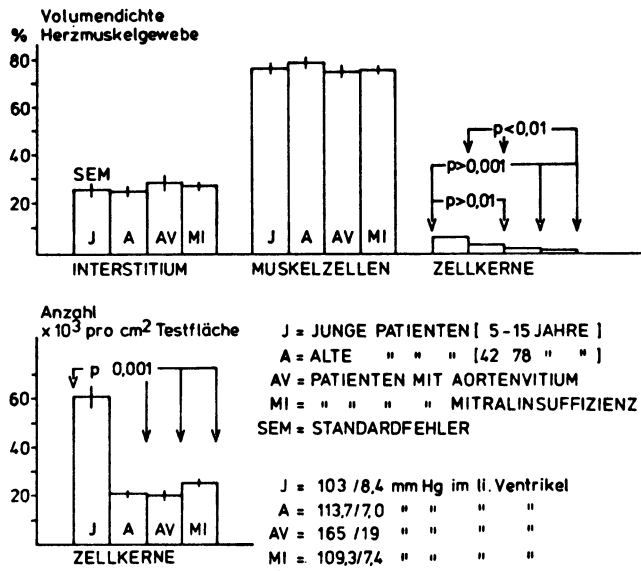 Volumendichte
% Herzmuskelgewebe
80
60
40
20
SEM
J A AV MI
J A AV MI
p<0,01
p>0,001
p>0,01
INTERSTITIUM MUSKELZELLEN ZELLKERNE
Anzahl
x10³ pro cm² Testfläche
p 0,001
60
40
20
J A AV MI
ZELLKERNE
J = JUNGE PATIENTEN [ 5-15 JAHRE ]
A = ALTE " " " [42 78 " " ]
AV = PATIENTEN MIT AORTENVITIUM
MI = " " " " MITRALINSUFFIZIENZ
SEM = STANDARDFEHLER
J = 103 /8,4 mm Hg im li. Ventrikel
A = 113,7/7,0 " " " "
AV = 165 /19 " " " "
MI = 109,3/7,4 " " " "